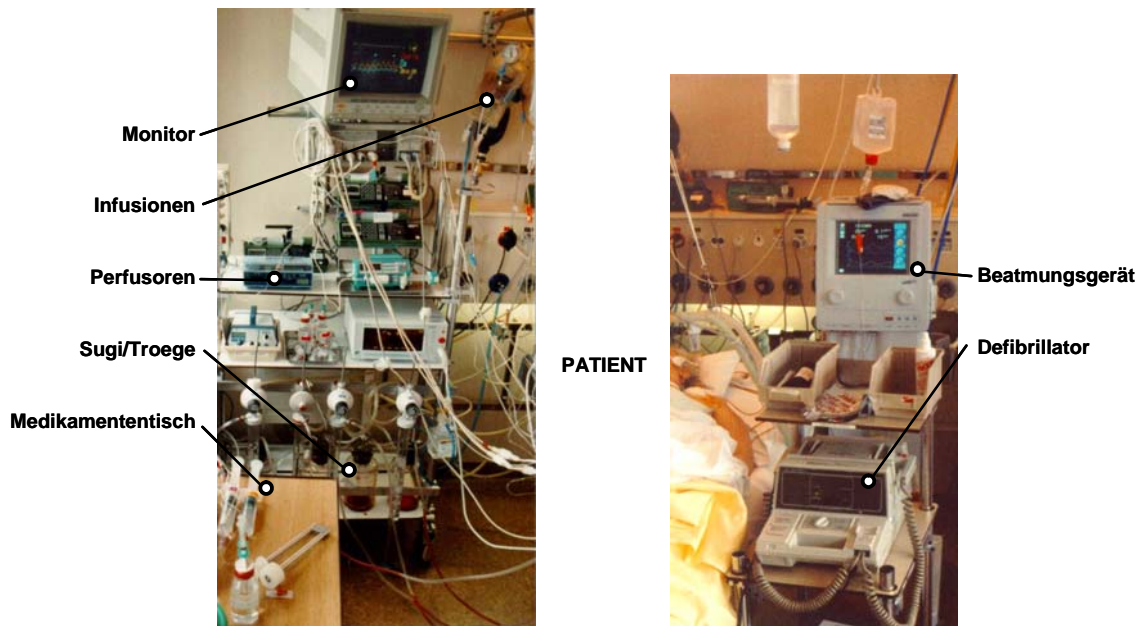 Monitor
Infusionen
Perfusoren
Sugi/Troege
Medikamententisch
PATIENT
Beatmungsgerät
Defibrillator